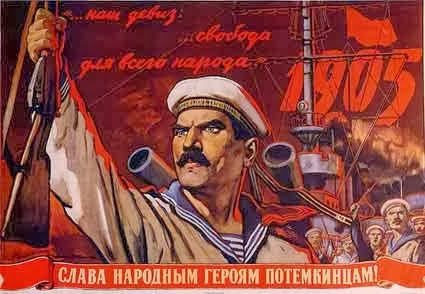 ...наш девиз:
...свобода
для всего народа..."
1905
СЛАВА НАРОДНЫМ ГЕРОЯМ ПОТЕМКИНЦАМ!